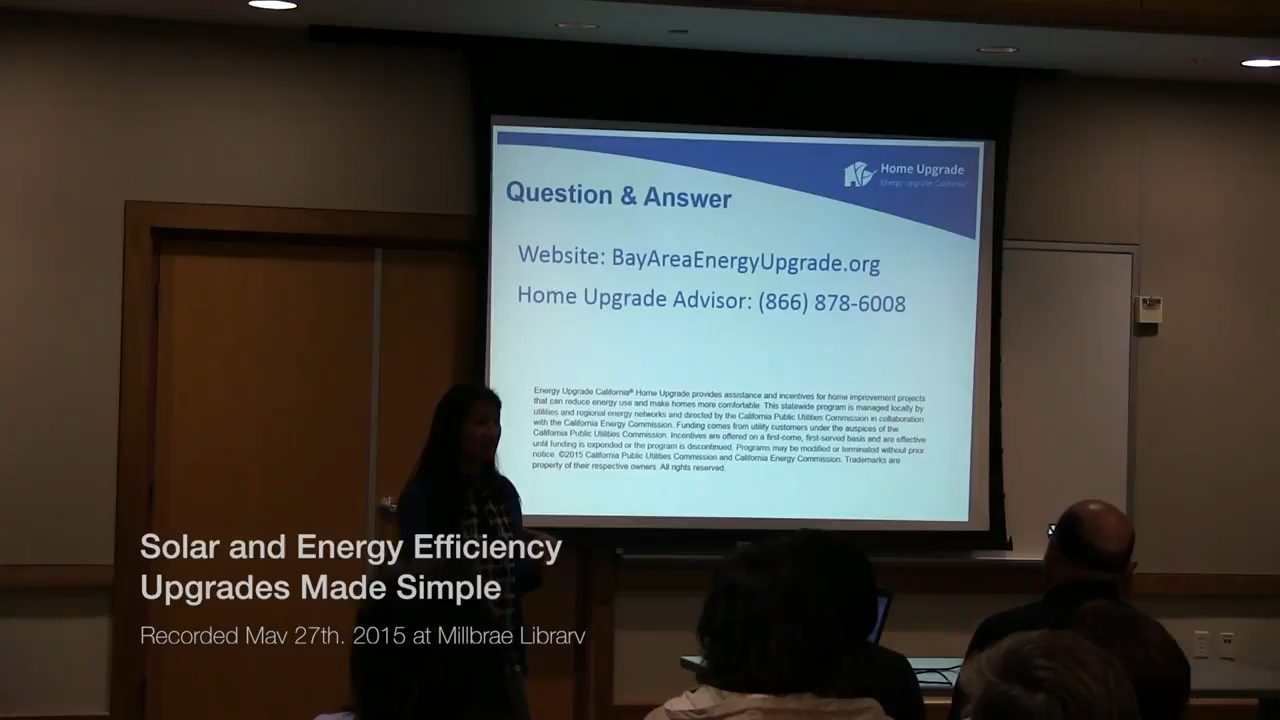 Home Upgrade
Energy Upgrade California™
Question & Answer
Website: BayAreaEnergyUpgrade.org
Home Upgrade Advisor: (866) 878-6008
Energy Upgrade California® Home Upgrade provides assistance and incentives for home improvement projects
that can reduce energy use and make homes more comfortable. This statewide program is managed locally by
utilities and regional energy networks and directed by the California Public Utilities Commission in collaboration
with the California Energy Commission. Funding comes from utility customers under the auspices of the
California Public Utilities Commission. Incentives are offered on a first-come, first-served basis and are effective
until funding is expended or the program is discontinued. Programs may be modified or terminated without prior
notice. ©2015 California Public Utilities Commission and California Energy Commission. Trademarks are
property of their respective owners. All rights reserved.
Solar and Energy Efficiency
Upgrades Made Simple
Recorded May 27th, 2015 at Millbrae Library